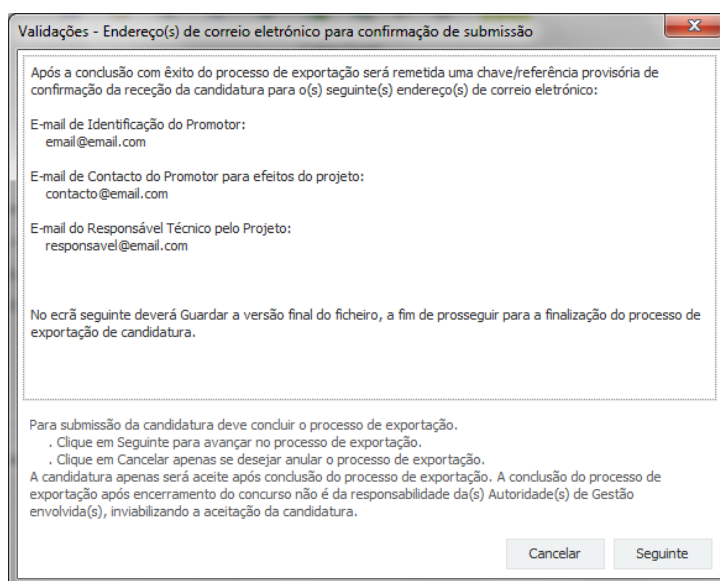 Validações - Endereço(s) de correio eletrónico para confirmação de submissão
Após a conclusão com êxito do processo de exportação será remetida uma chave/referência provisória de
confirmação da receção da candidatura para o(s) seguinte(s) endereço(s) de correio eletrónico:
E-mail de Identificação do Promotor:
email@email.com
E-mail de Contacto do Promotor para efeitos do projeto:
contacto@email.com
E-mail do Responsável Técnico pelo Projeto:
responsavel@email.com
No ecrã seguinte deverá Guardar a versão final do ficheiro, a fim de prosseguir para a finalização do processo de
exportação de candidatura.
Para submissão da candidatura deve concluir o processo de exportação.
. Clique em Seguinte para avançar no processo de exportação.
. Clique em Cancelar apenas se desejar anular o processo de exportação.
A candidatura apenas será aceite após conclusão do processo de exportação. A conclusão do processo de
exportação após encerramento do concurso não é da responsabilidade da(s) Autoridade(s) de Gestão
envolvida(s), inviabilizando a aceitação da candidatura.
Cancelar Seguinte